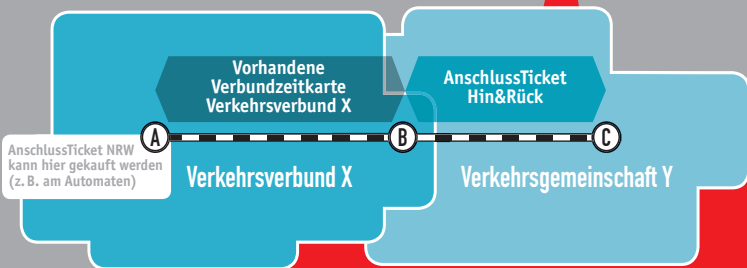 Vorhandene
Verbundzeitkarte
Verkehrsverbund X
AnschlussTicket
Hin&Rück
A
B
C
AnschlussTicket NRW
kann hier gekauft werden
(z. B. am Automaten)
Verkehrsverbund X
Verkehrsgemeinschaft Y